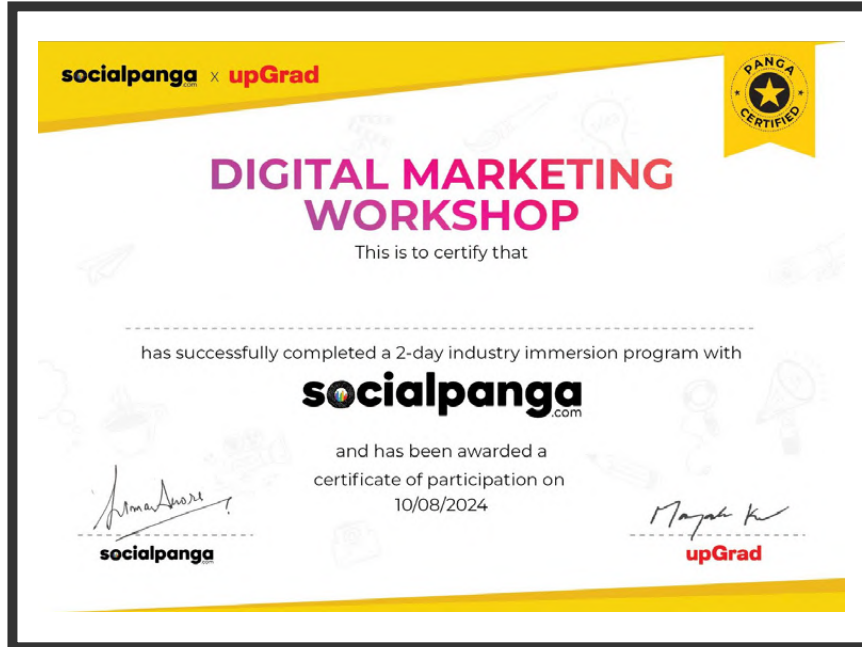 socialpanga.com x upGrad
PANGA
CERTIFIED
DIGITAL MARKETING
WORKSHOP
This is to certify that
has successfully completed a 2-day industry immersion program with
socialpanga.com
and has been awarded a
certificate of participation on
10/08/2024
socialpanga.com
upGrad